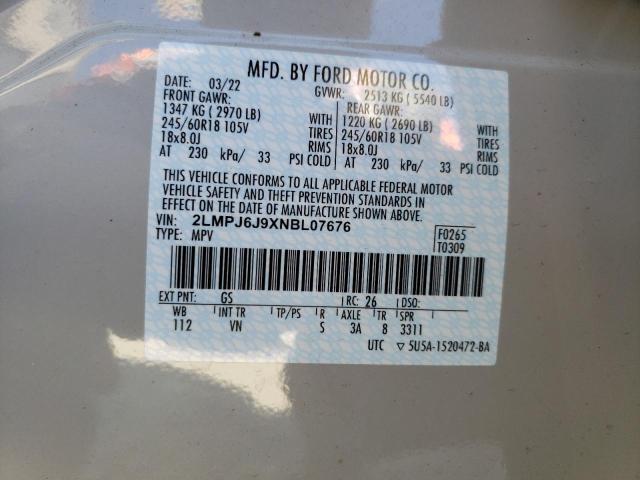 MFD. BY FORD MOTOR CO.
DATE: 03/22 GVWR: 2513 KG ( 5540 LB)
FRONT GAWR: REAR GAWR:
1347 KG ( 2970 LB) WITH 1220 KG ( 2690 LB) WITH
245/60R18 105V TIRES 245/60R18 105V TIRES
18x8.0J RIMS 18x8.0J RIMS
AT 230 kPa/ 33 PSI COLD AT 230 kPa/ 33 PSI COLD
THIS VEHICLE CONFORMS TO ALL APPLICABLE FEDERAL MOTOR
VEHICLE SAFETY AND THEFT PREVENTION STANDARDS IN
EFFECT ON THE DATE OF MANUFACTURE SHOWN ABOVE.
VIN: 2LMPJ6J9XNBL07676 F0265
TYPE: MPV T0309
EXT PNT: GS RC: 26 DSO:
WB INT TR TP/PS R AXLE TR SPR
112 VN S 3A 8 3311
UTC ▽ 5U5A-1520472-BA